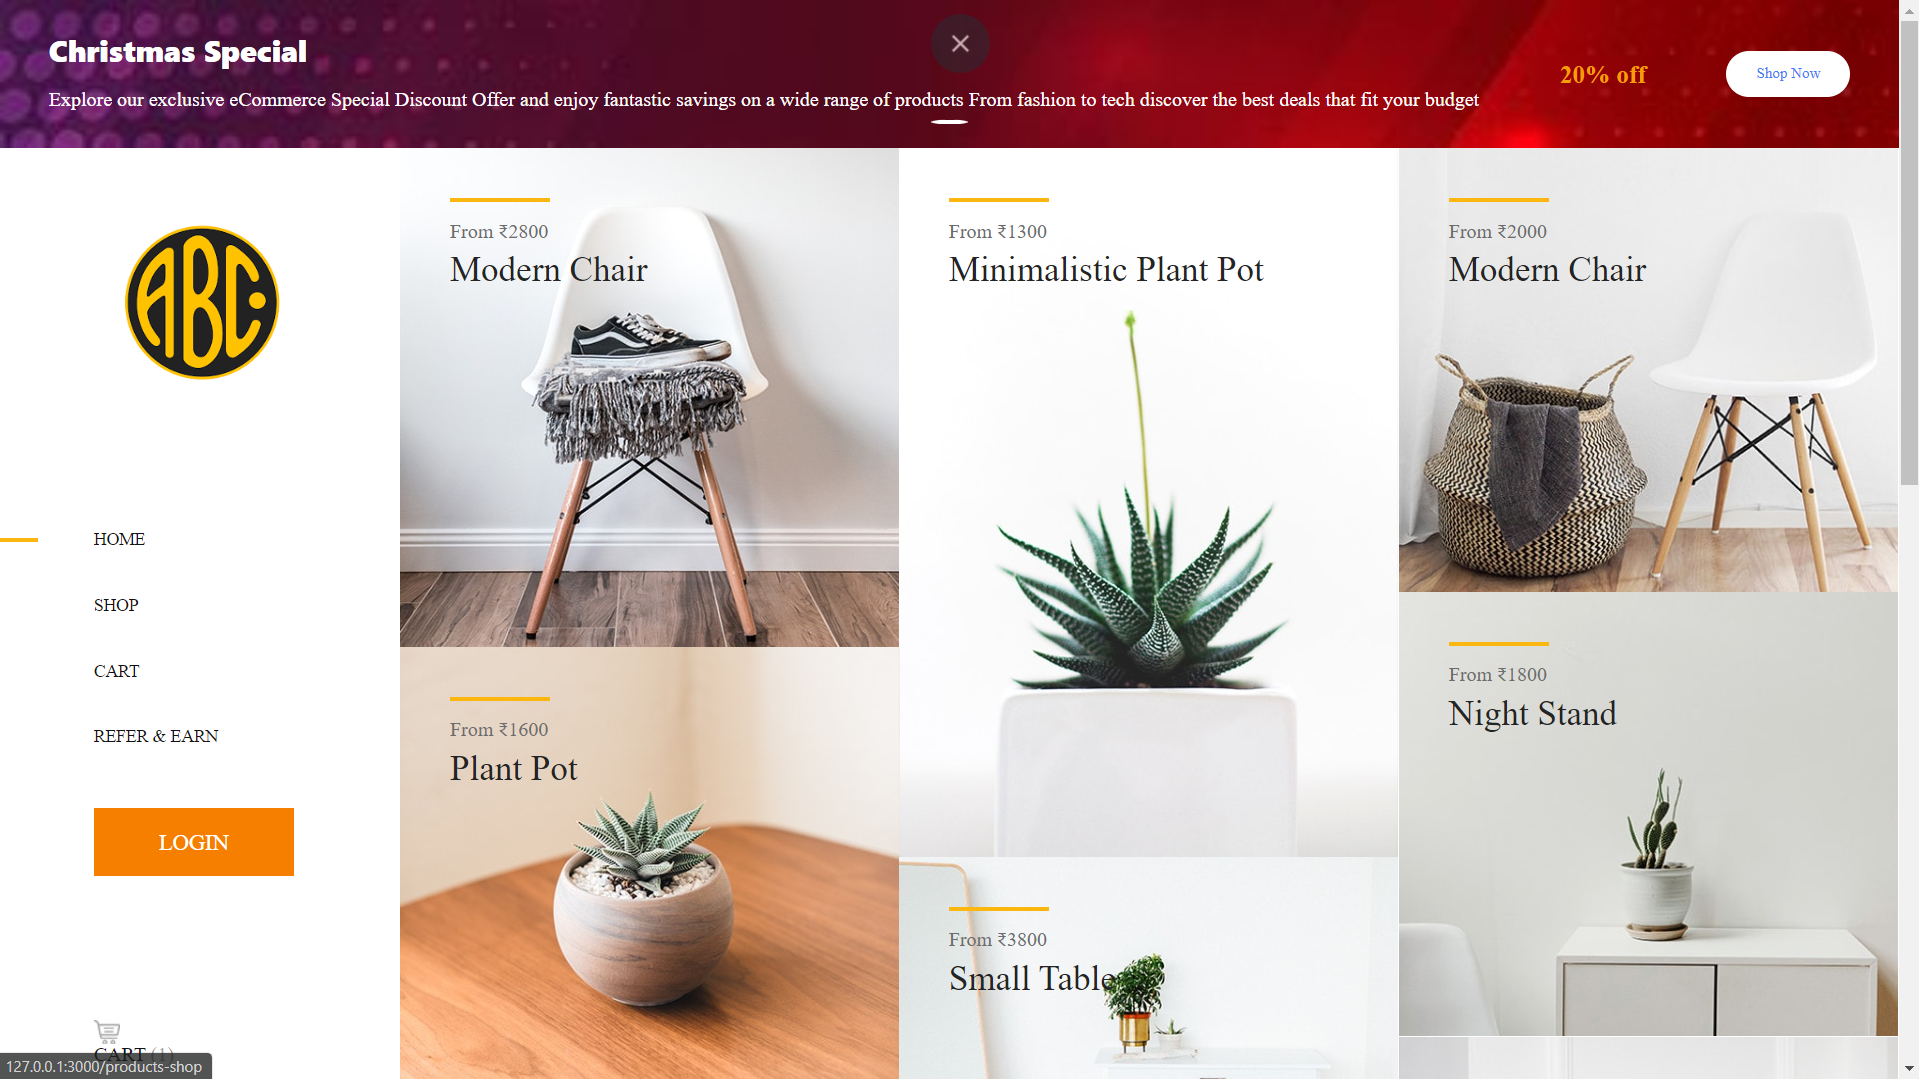 Christmas Special
Explore our exclusive eCommerce Special Discount Offer and enjoy fantastic savings on a wide range of products From fashion to tech discover the best deals that fit your budget
20% off
Shop Now
ABC
HOME
SHOP
CART
REFER & EARN
LOGIN
CART (1)
127.0.0.1:3000/products-shop
From ₹2800
Modern Chair
From ₹1600
Plant Pot
From ₹1300
Minimalistic Plant Pot
From ₹3800
Small Table
From ₹2000
Modern Chair
From ₹1800
Night Stand